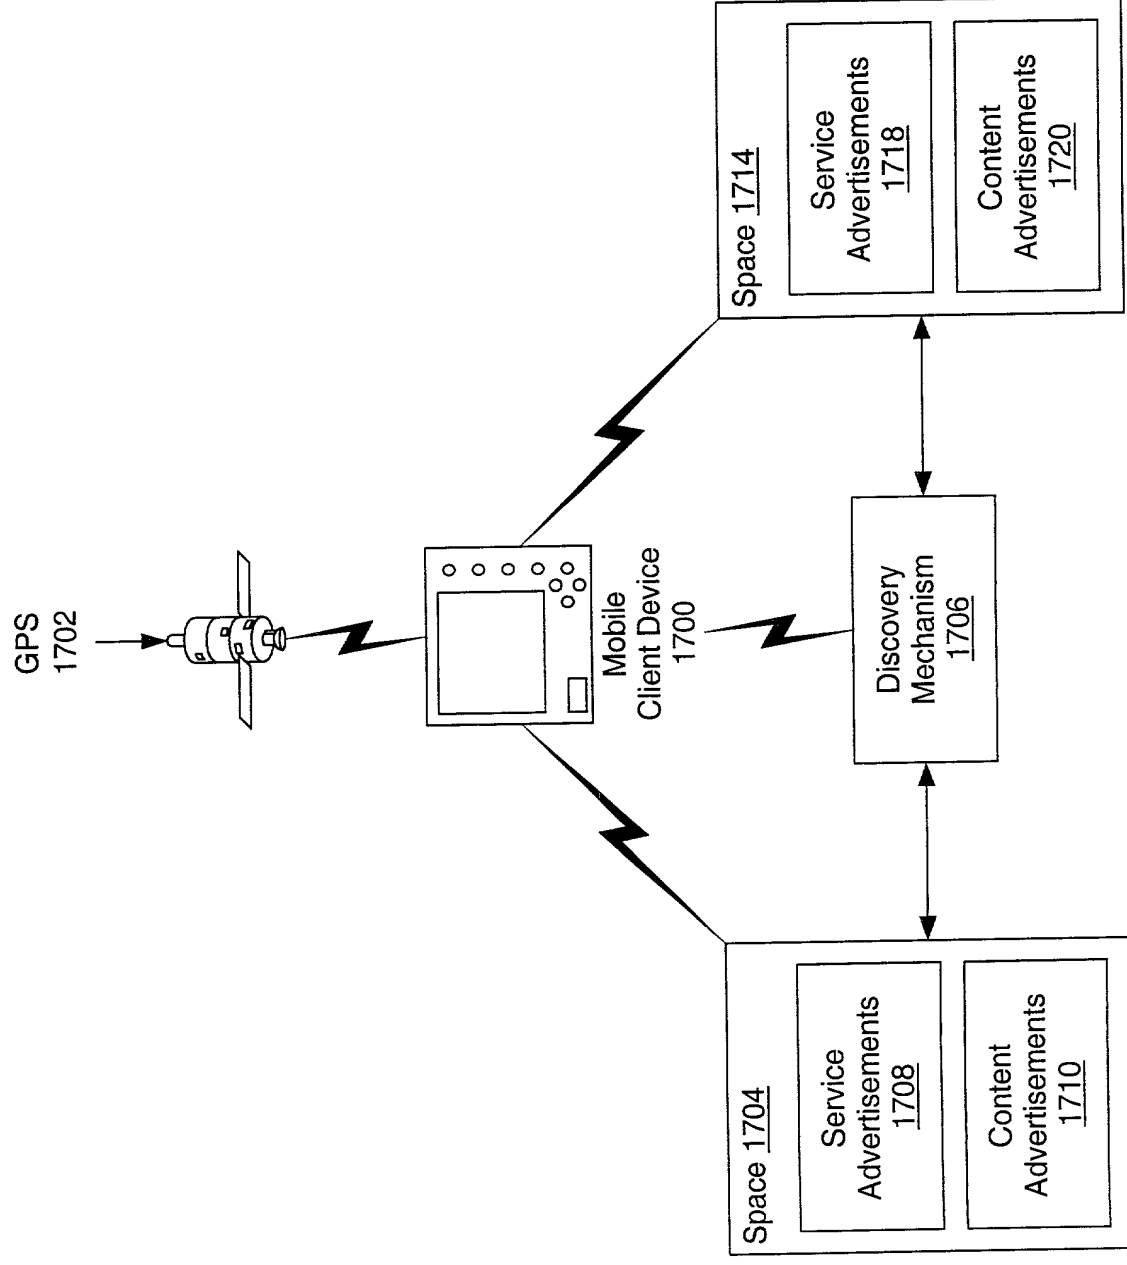 GPS
1702
Mobile
Client Device
1700
Discovery
Mechanism
1706
Space 1704
Service
Advertisements
1708
Content
Advertisements
1710
Space 1714
Service
Advertisements
1718
Content
Advertisements
1720